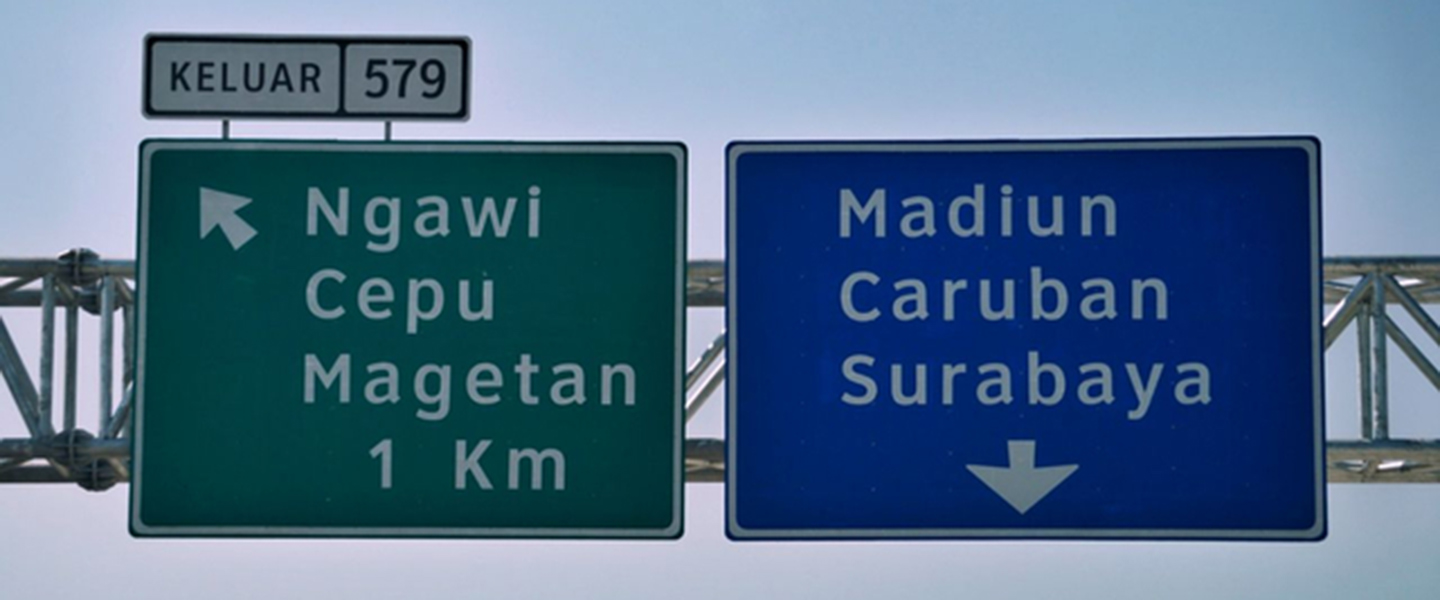 KELUAR 579
Ngawi
Cepu
Magetan
1 Km
Madiun
Caruban
Surabaya